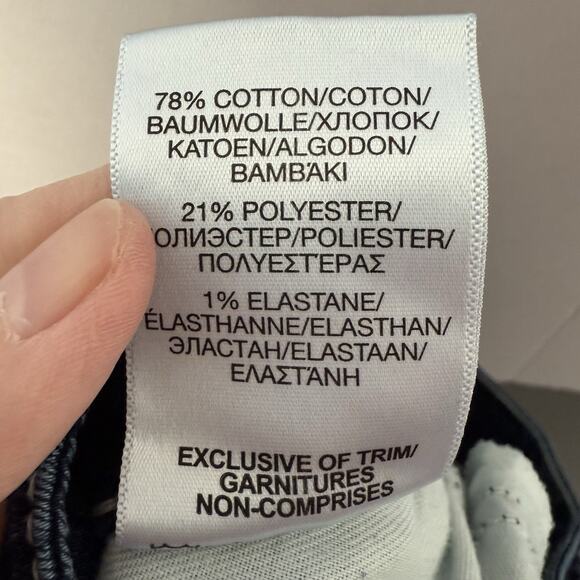 78% COTTON/COTON/
BAUMWOLLE/ХЛОПОК/
KATOEN/ALGODON/
ΒΑΜΒΆΚΙ
21% POLYESTER/
ОЛИЭСТЕР/POLIESTER/
ΠΟΛΥΕΣΤΈΡΑΣ
1% ELASTANE/
ÉLASTHANNE/ELASTHAN/
ЭЛАСТАН/ELASTAAN/
ΕΛΑΣΤΆΝΗ
EXCLUSIVE OF TRIM/
GARNITURES
NON-COMPRISES